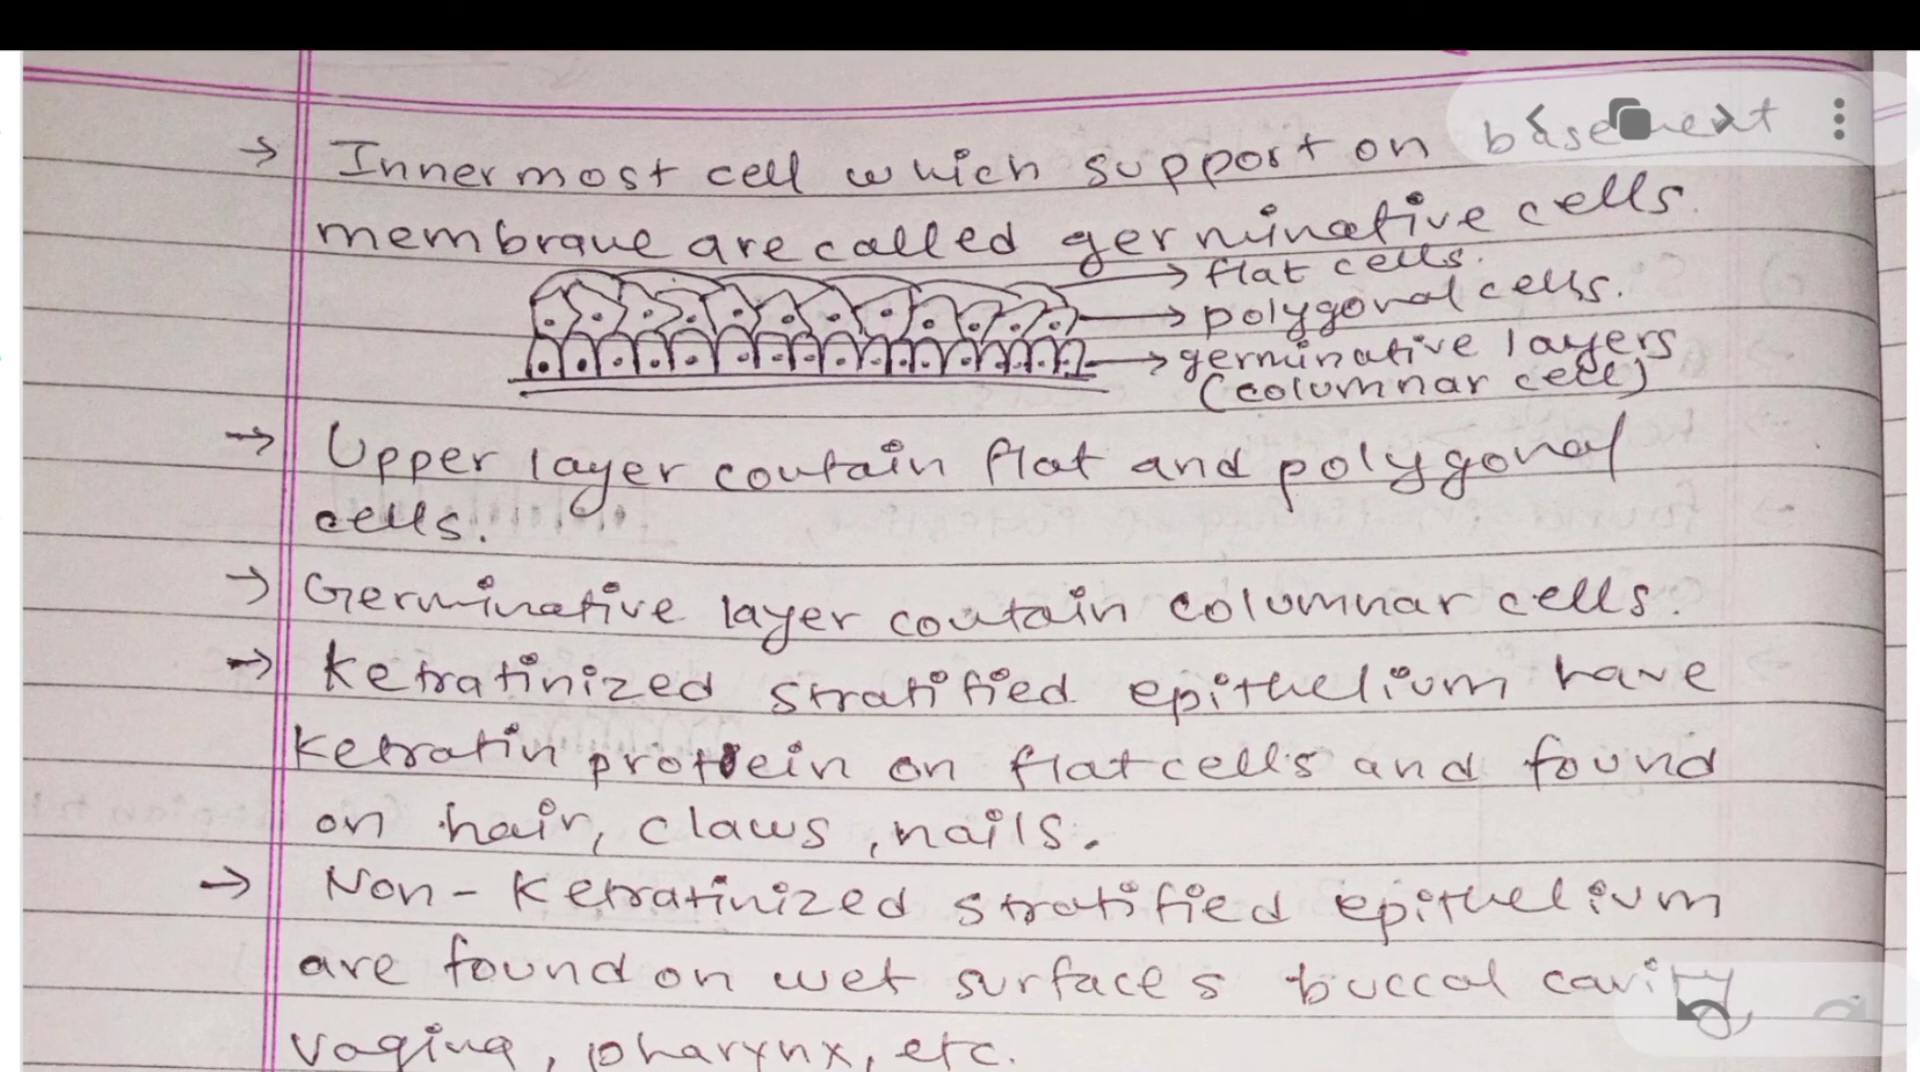 → Innermost cell which support on basement
membrane are called germinative cells.
→ flat cells.
→ polygonal cells.
→ germinative layers
(columnar cell)
→ Upper layer contain flat and polygonal
cells.
→ Germinative layer contain columnar cells.
→ Ketratinized stratified epithelium have
Ketratin protein on flat cells and found
on hair, claws, nails.
→ Non-Ketratinized stratified epithelium
are found on wet surfaces buccal cavity,
vagina, pharynx, etc.